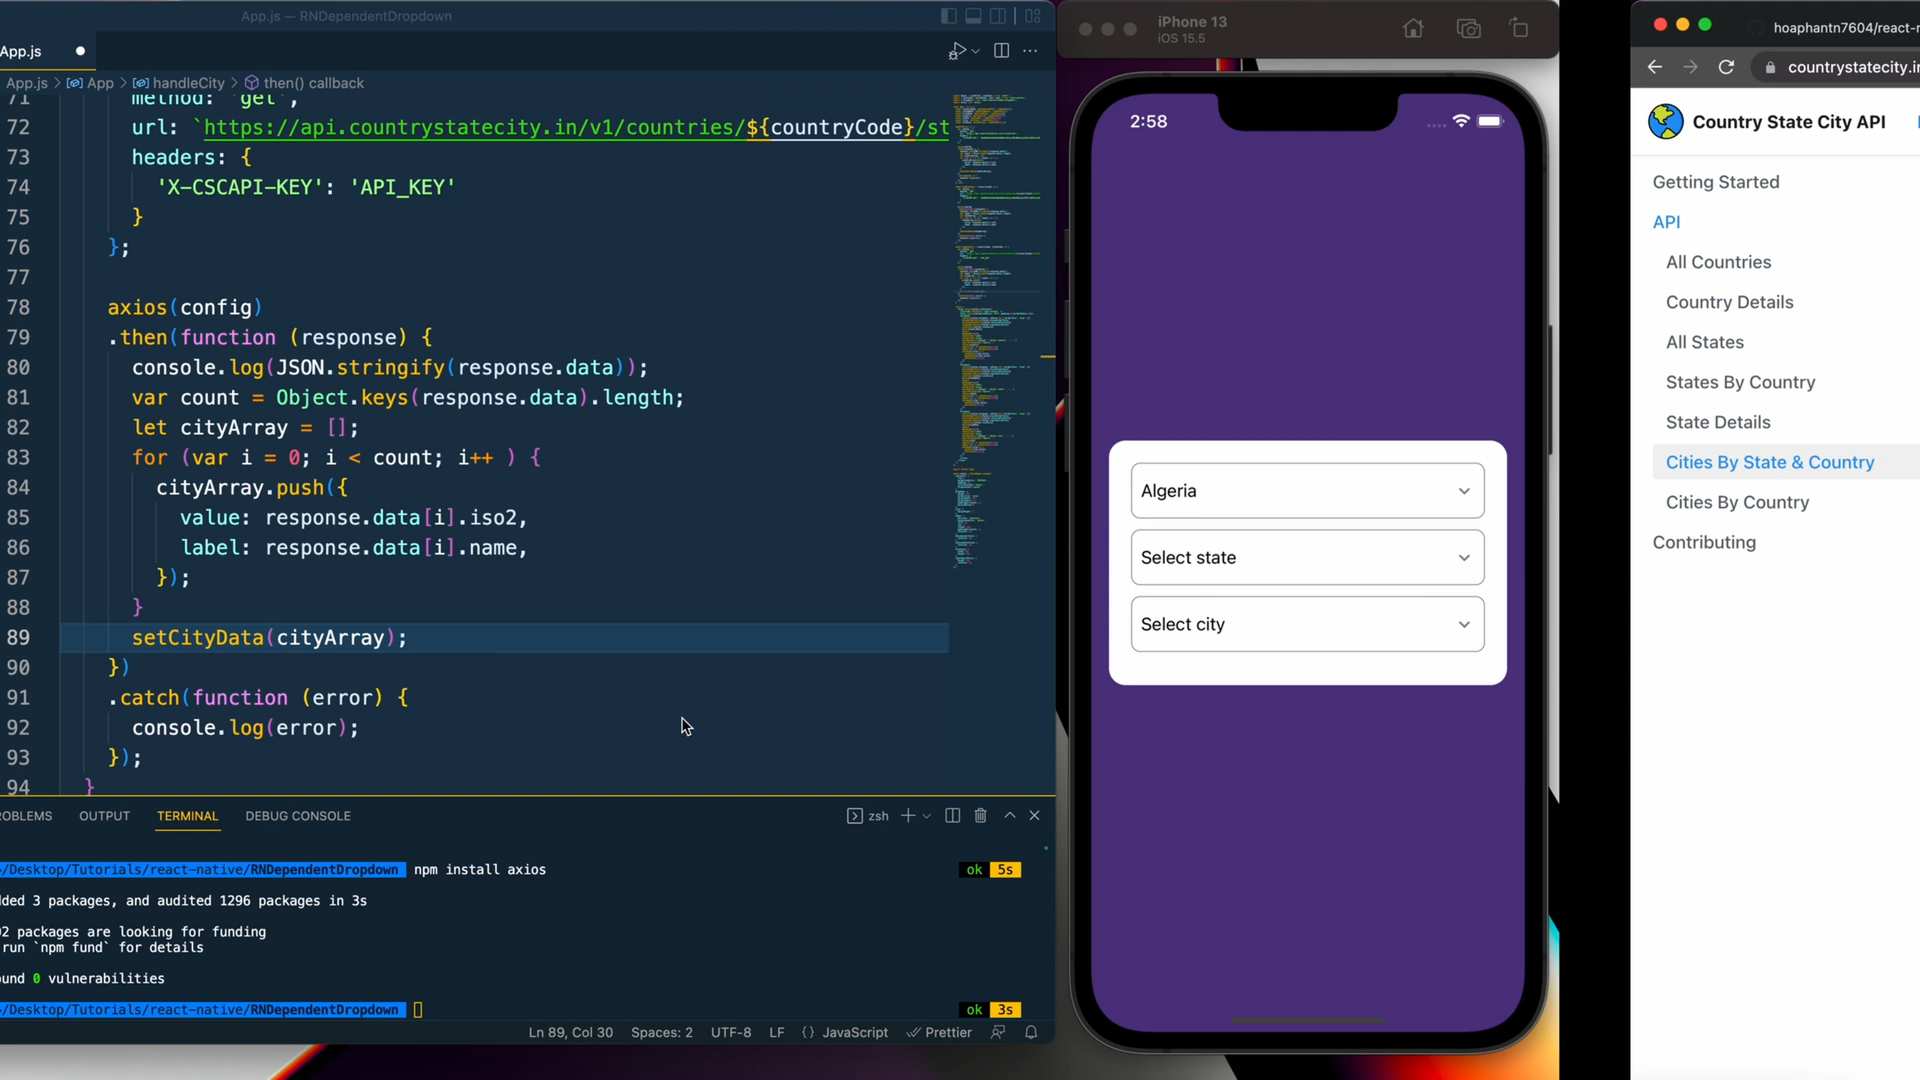 App.js — RNDependentDropdown
App.js
App.js > App > handleCity > then() callback
71 method: `get`,
72 url: `https://api.countrystatecity.in/v1/countries/${countryCode}/st
73 headers: {
74 'X-CSCAPI-KEY': 'API_KEY'
75 }
76 };
77
78 axios(config)
79 .then(function (response) {
80 console.log(JSON.stringify(response.data));
81 var count = Object.keys(response.data).length;
82 let cityArray = [];
83 for (var i = 0; i < count; i++ ) {
84 cityArray.push({
85 value: response.data[i].iso2,
86 label: response.data[i].name,
87 });
88 }
89 setCityData(cityArray);
90 })
91 .catch(function (error) {
92 console.log(error);
93 });
94 }
ROBLEMS OUTPUT TERMINAL DEBUG CONSOLE zsh
~/Desktop/Tutorials/react-native/RNDependentDropdown npm install axios ok 5s
ded 3 packages, and audited 1296 packages in 3s
2 packages are looking for funding
run `npm fund` for details
und 0 vulnerabilities
~/Desktop/Tutorials/react-native/RNDependentDropdown ok 3s
Ln 89, Col 30 Spaces: 2 UTF-8 LF {} JavaScript Prettier
iPhone 13
iOS 15.5
2:58
Algeria
Select state
Select city
hoaphantn7604/react-n
countrystatecity.in
Country State City API
Getting Started
API
All Countries
Country Details
All States
States By Country
State Details
Cities By State & Country
Cities By Country
Contributing